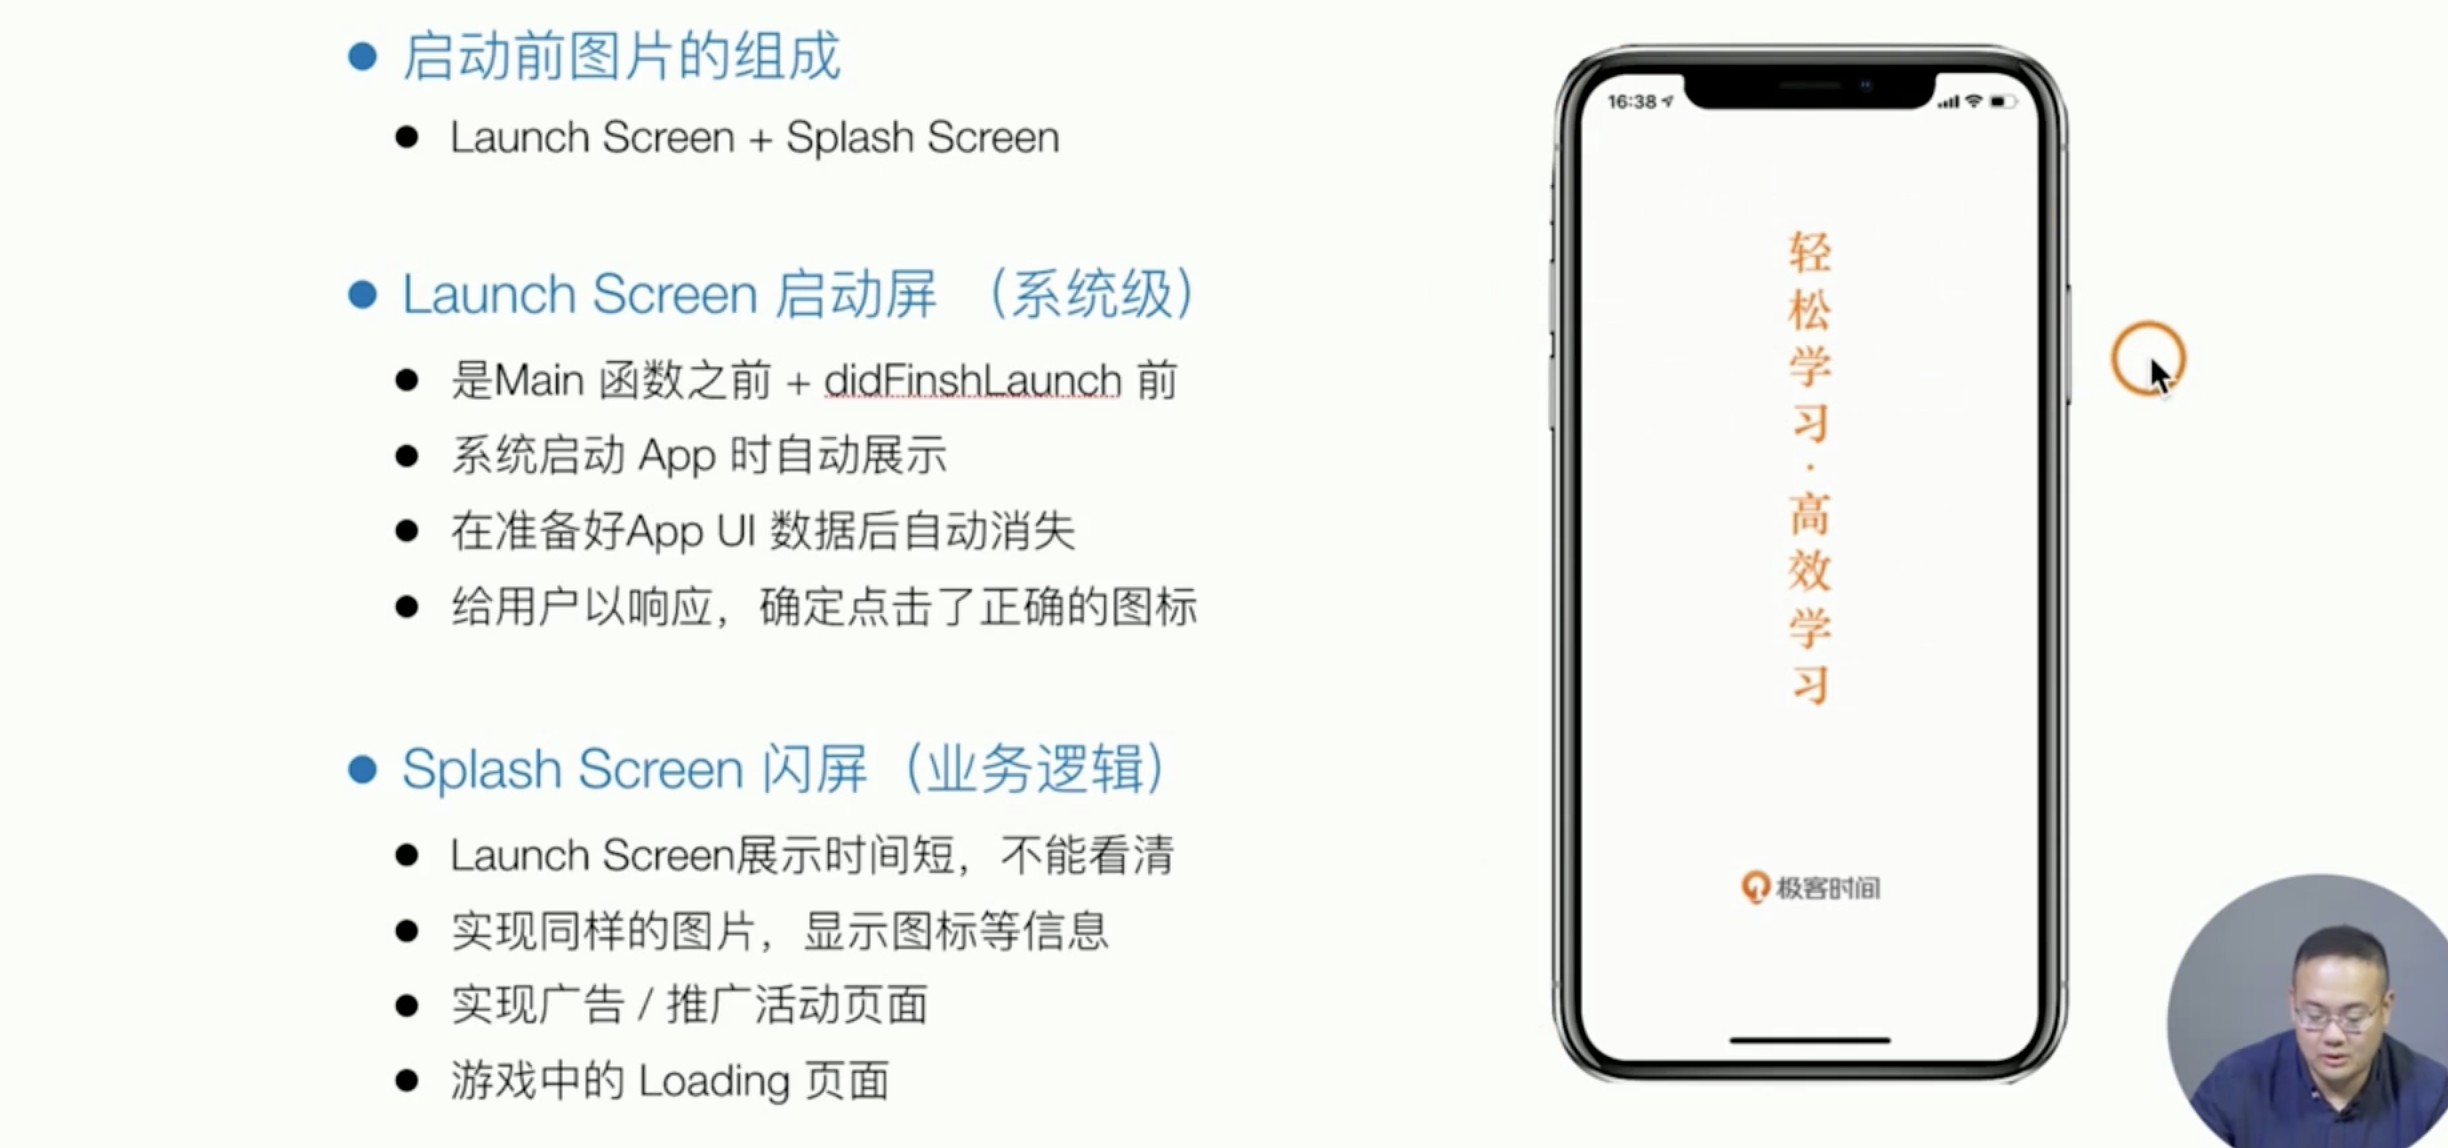 启动前图片的组成
Launch Screen + Splash Screen
Launch Screen 启动屏 （系统级）
是Main 函数之前 + didFinshLaunch 前
系统启动 App 时自动展示
在准备好App UI 数据后自动消失
给用户以响应，确定点击了正确的图标
Splash Screen 闪屏（业务逻辑）
Launch Screen展示时间短，不能看清
实现同样的图片，显示图标等信息
实现广告 / 推广活动页面
游戏中的 Loading 页面
16:38
轻松学习·高效学习
极客时间